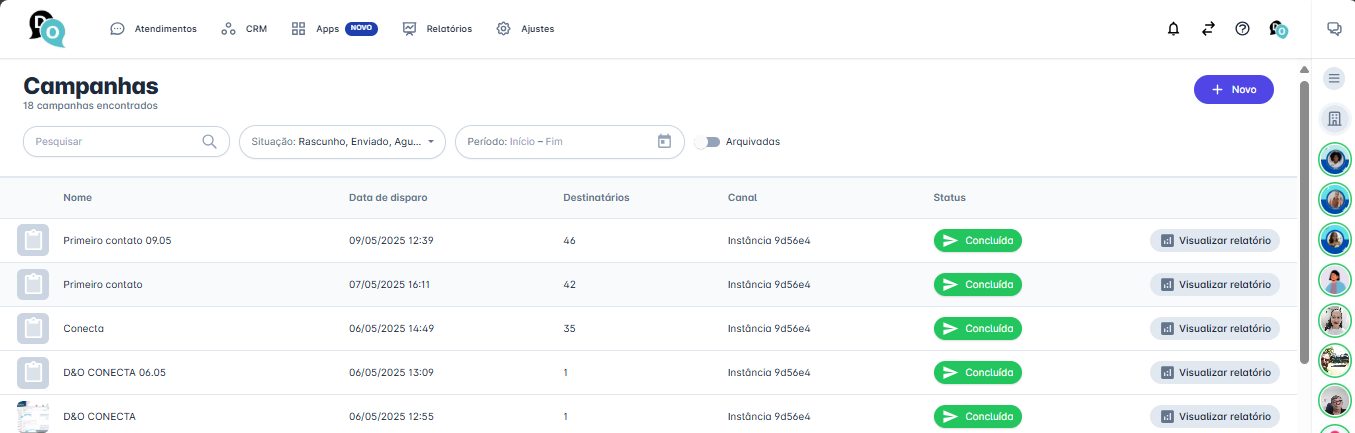 D
O
Atendimentos
CRM
Apps NOVO
Relatórios
Ajustes
Campanhas
18 campanhas encontrados
+ Novo
Pesquisar
Situação: Rascunho, Enviado, Agu...
Período: Início – Fim
Arquivadas
Nome Data de disparo Destinatários Canal Status
Primeiro contato 09.05 09/05/2025 12:39 46 Instância 9d56e4 Concluída Visualizar relatório
Primeiro contato 07/05/2025 16:11 42 Instância 9d56e4 Concluída Visualizar relatório
Conecta 06/05/2025 14:49 35 Instância 9d56e4 Concluída Visualizar relatório
D&O CONECTA 06.05 06/05/2025 13:09 1 Instância 9d56e4 Concluída Visualizar relatório
D&O CONECTA 06/05/2025 12:55 1 Instância 9d56e4 Concluída Visualizar relatório